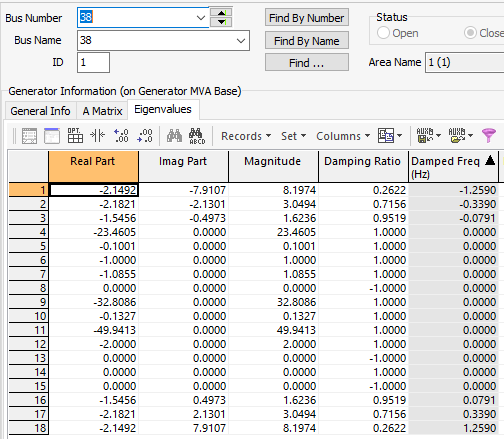 Bus Number 38 Find By Number Status
Bus Name 38 Find By Name Open Close
ID 1 Find ... Area Name 1 (1)
Generator Information (on Generator MVA Base)
General Info A Matrix Eigenvalues
OPT. .00 .0 ABCD Records Set Columns AUXB AUXB
Real Part Imag Part Magnitude Damping Ratio Damped Freq
(Hz)
1 -2.1492 -7.9107 8.1974 0.2622 -1.2590
2 -2.1821 -2.1301 3.0494 0.7156 -0.3390
3 -1.5456 -0.4973 1.6236 0.9519 -0.0791
4 -23.4605 0.0000 23.4605 1.0000 0.0000
5 -0.1001 0.0000 0.1001 1.0000 0.0000
6 -1.0000 0.0000 1.0000 1.0000 0.0000
7 -1.0855 0.0000 1.0855 1.0000 0.0000
8 0.0000 0.0000 0.0000 -1.0000 0.0000
9 -32.8086 0.0000 32.8086 1.0000 0.0000
10 -0.1327 0.0000 0.1327 1.0000 0.0000
11 -49.9413 0.0000 49.9413 1.0000 0.0000
12 -2.0000 0.0000 2.0000 1.0000 0.0000
13 0.0000 0.0000 0.0000 -1.0000 0.0000
14 0.0000 0.0000 0.0000 -1.0000 0.0000
15 0.0000 0.0000 0.0000 -1.0000 0.0000
16 -1.5456 0.4973 1.6236 0.9519 0.0791
17 -2.1821 2.1301 3.0494 0.7156 0.3390
18 -2.1492 7.9107 8.1974 0.2622 1.2590